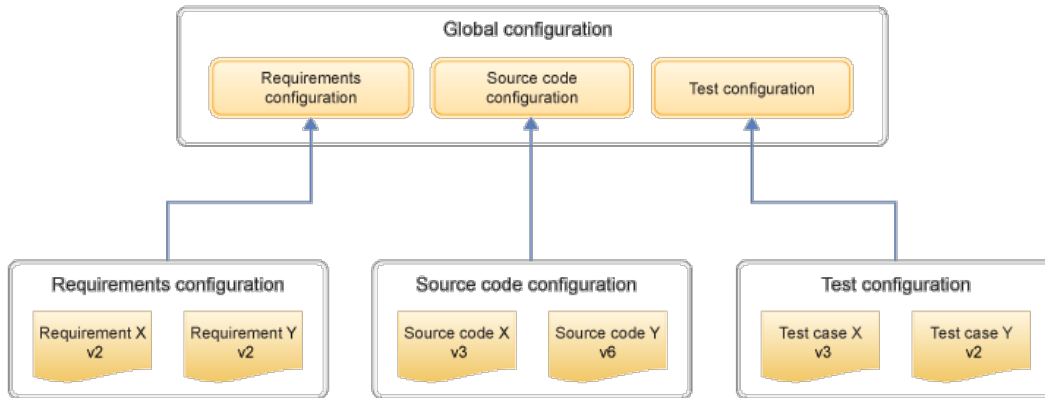 Global configuration
Requirements
configuration
Source code
configuration
Test configuration
Requirements configuration
Requirement X
v2
Requirement Y
v2
Source code configuration
Source code X
v3
Source code Y
v6
Test configuration
Test case X
v3
Test case Y
v2